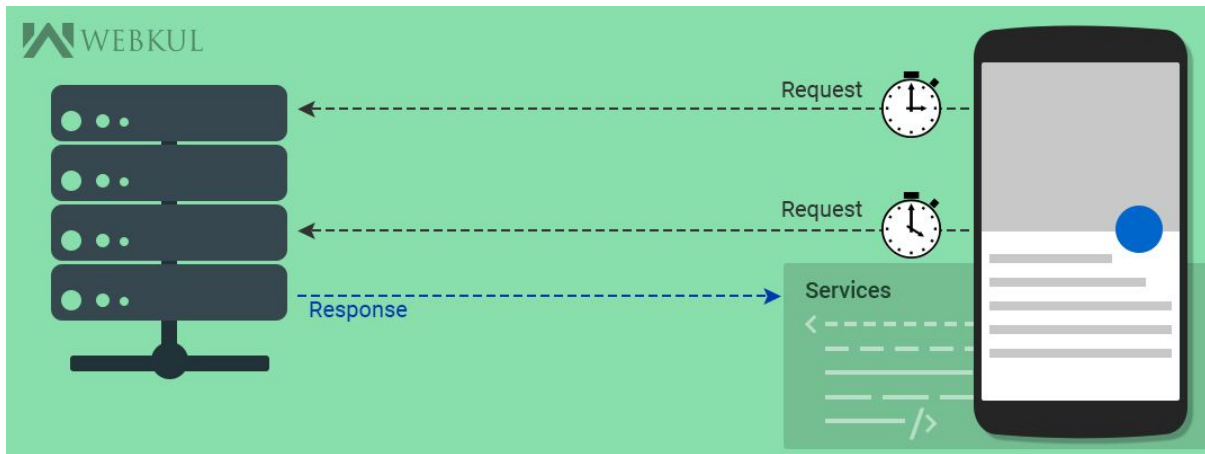 WEBKUL
Request
Request
Services
Response